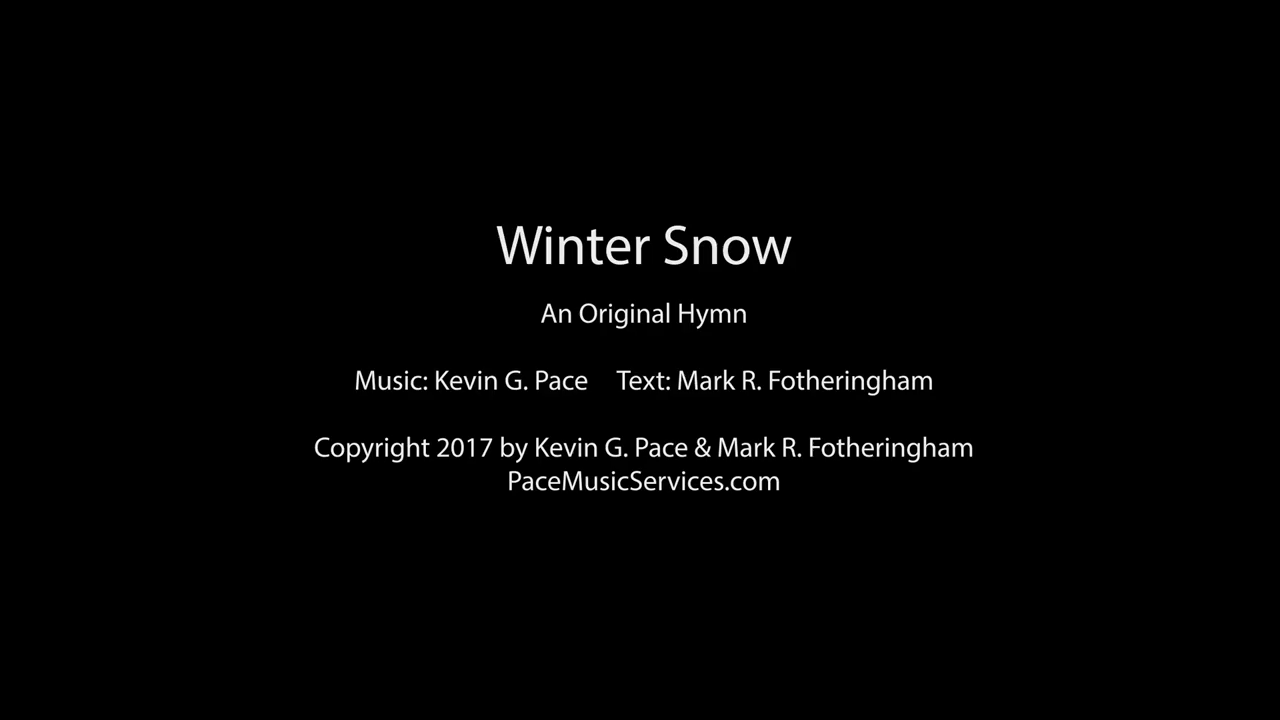 Winter Snow
An Original Hymn
Music: Kevin G. Pace Text: Mark R. Fotheringham
Copyright 2017 by Kevin G. Pace & Mark R. Fotheringham
PaceMusicServices.com